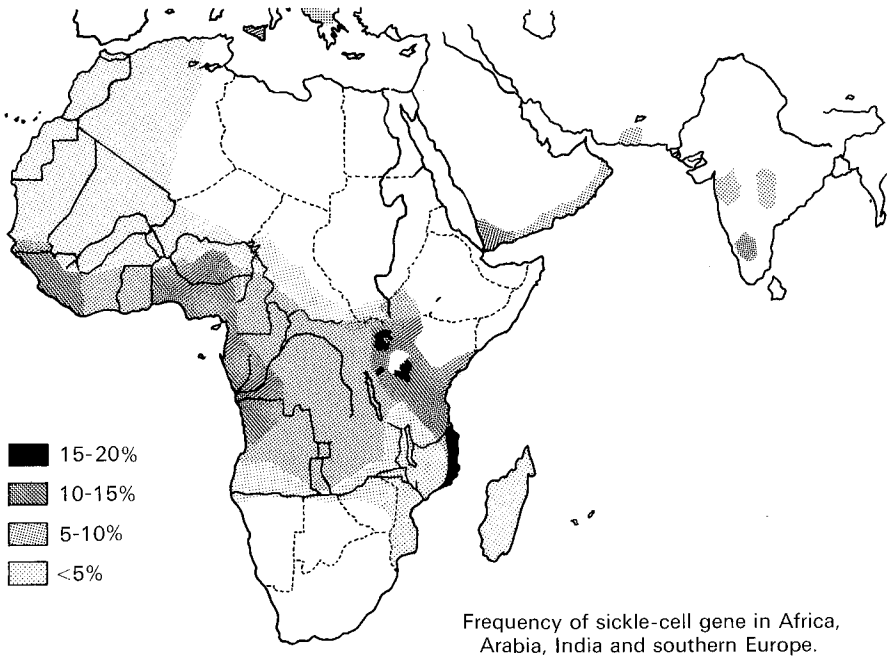 15-20%
10-15%
5-10%
<5%
Frequency of sickle-cell gene in Africa,
Arabia, India and southern Europe.